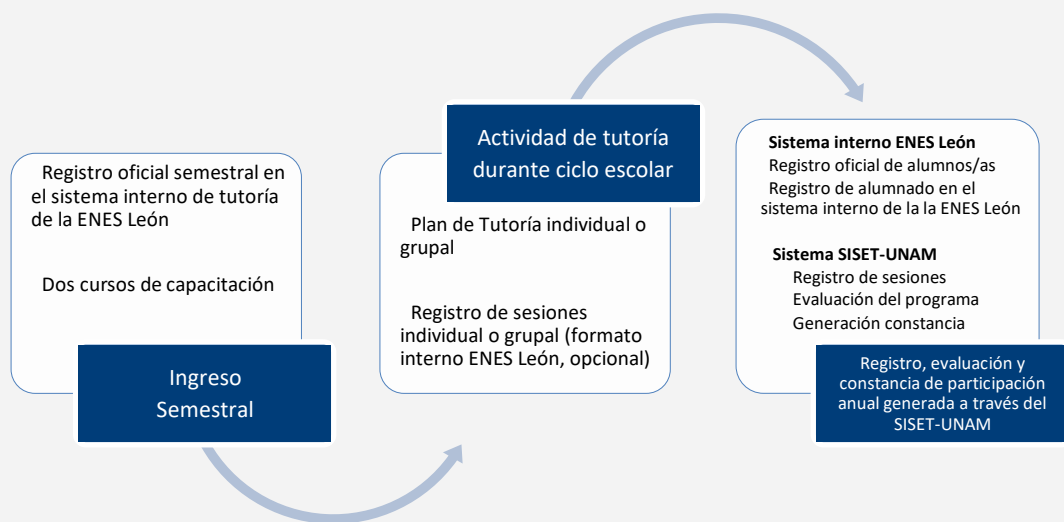 Registro oficial semestral en
el sistema interno de tutoría
de la ENES León
Dos cursos de capacitación
Ingreso
Semestral
Actividad de tutoría
durante ciclo escolar
Plan de Tutoría individual o
grupal
Registro de sesiones
individual o grupal (formato
interno ENES León, opcional)
Sistema interno ENES León
Registro oficial de alumnos/as
Registro de alumnado en el
sistema interno de la la ENES León
Sistema SISET-UNAM
Registro de sesiones
Evaluación del programa
Generación constancia
Registro, evaluación y
constancia de participación
anual generada a través del
SISET-UNAM